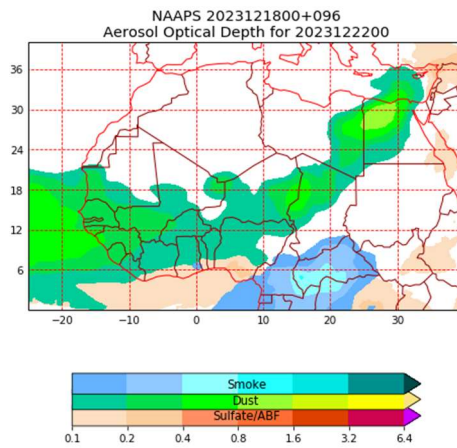 NAAPS 2023121800+096
Aerosol Optical Depth for 2023122200
36
30
24
18
12
6
−20 −10 0 10 20 30
Smoke
Dust
Sulfate/ABF
0.1 0.2 0.4 0.8 1.6 3.2 6.4